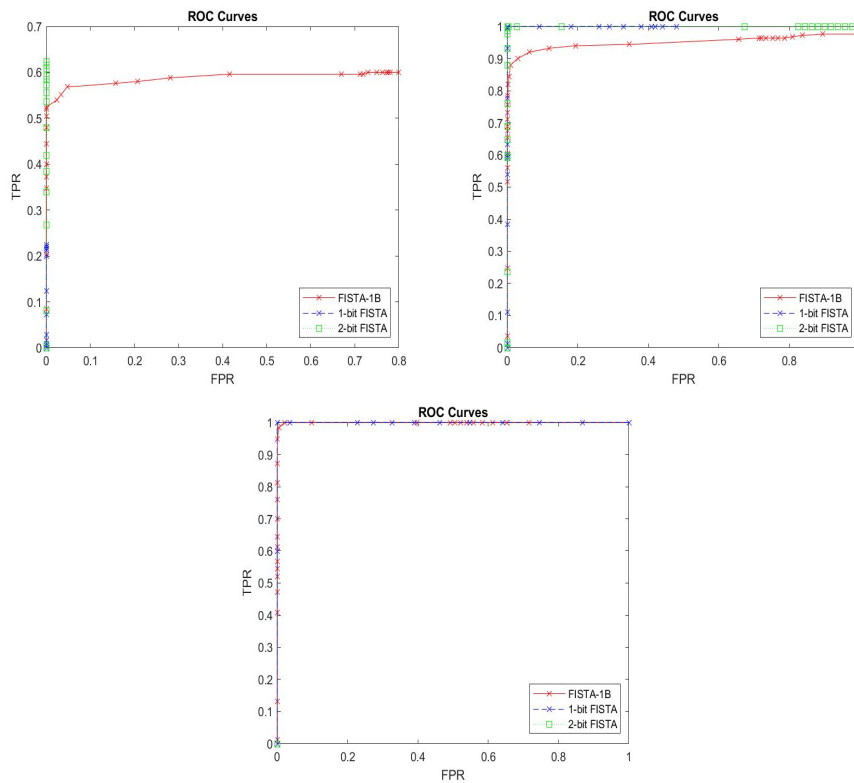 ROC Curves
TPR
0.7
0.6
0.5
0.4
0.3
0.2
0.1
0
0 0.1 0.2 0.3 0.4 0.5 0.6 0.7 0.8
FPR
FISTA-1B
1-bit FISTA
2-bit FISTA
ROC Curves
TPR
1
0.9
0.8
0.7
0.6
0.5
0.4
0.3
0.2
0.1
0
0 0.2 0.4 0.6 0.8
FPR
FISTA-1B
1-bit FISTA
2-bit FISTA
ROC Curves
TPR
1
0.9
0.8
0.7
0.6
0.5
0.4
0.3
0.2
0.1
0
0 0.2 0.4 0.6 0.8 1
FPR
FISTA-1B
1-bit FISTA
2-bit FISTA